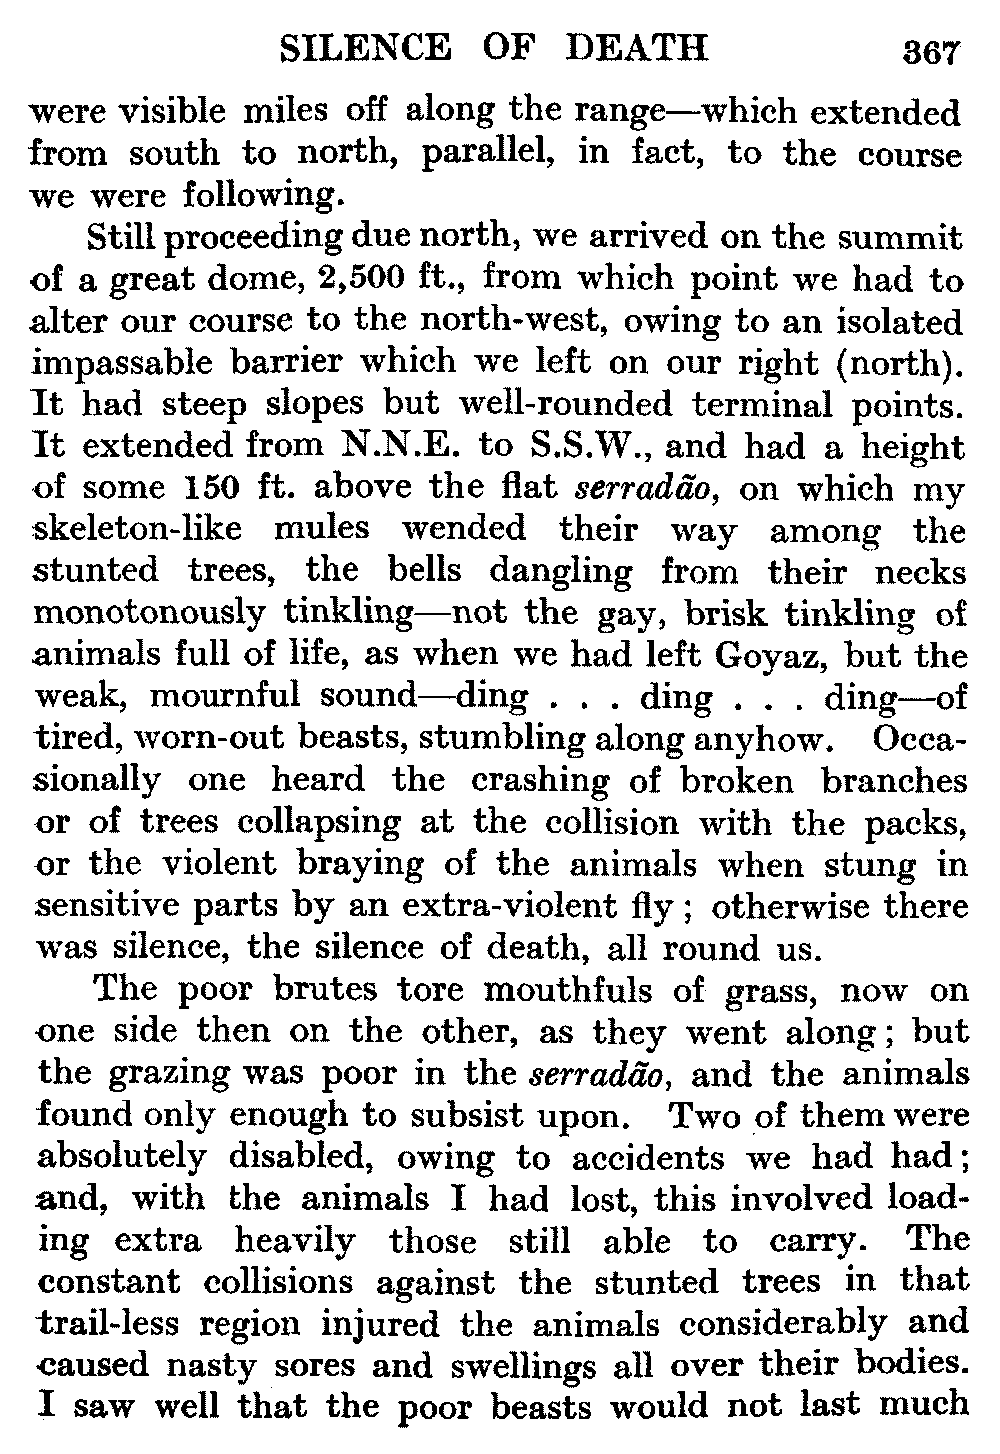 SILENCE OF DEATH 367
were visible miles off along the range—which extended
from south to north, parallel, in fact, to the course
we were following.
Still proceeding due north, we arrived on the summit
of a great dome, 2,500 ft., from which point we had to
alter our course to the north-west, owing to an isolated
impassable barrier which we left on our right (north).
It had steep slopes but well-rounded terminal points.
It extended from N.N.E. to S.S.W., and had a height
of some 150 ft. above the flat serradão, on which my
skeleton-like mules wended their way among the
stunted trees, the bells dangling from their necks
monotonously tinkling—not the gay, brisk tinkling of
animals full of life, as when we had left Goyaz, but the
weak, mournful sound—ding . . . ding . . . ding—of
tired, worn-out beasts, stumbling along anyhow. Occa-
sionally one heard the crashing of broken branches
or of trees collapsing at the collision with the packs,
or the violent braying of the animals when stung in
sensitive parts by an extra-violent fly; otherwise there
was silence, the silence of death, all round us.
The poor brutes tore mouthfuls of grass, now on
one side then on the other, as they went along; but
the grazing was poor in the serradão, and the animals
found only enough to subsist upon. Two of them were
absolutely disabled, owing to accidents we had had;
and, with the animals I had lost, this involved load-
ing extra heavily those still able to carry. The
constant collisions against the stunted trees in that
trail-less region injured the animals considerably and
caused nasty sores and swellings all over their bodies.
I saw well that the poor beasts would not last much